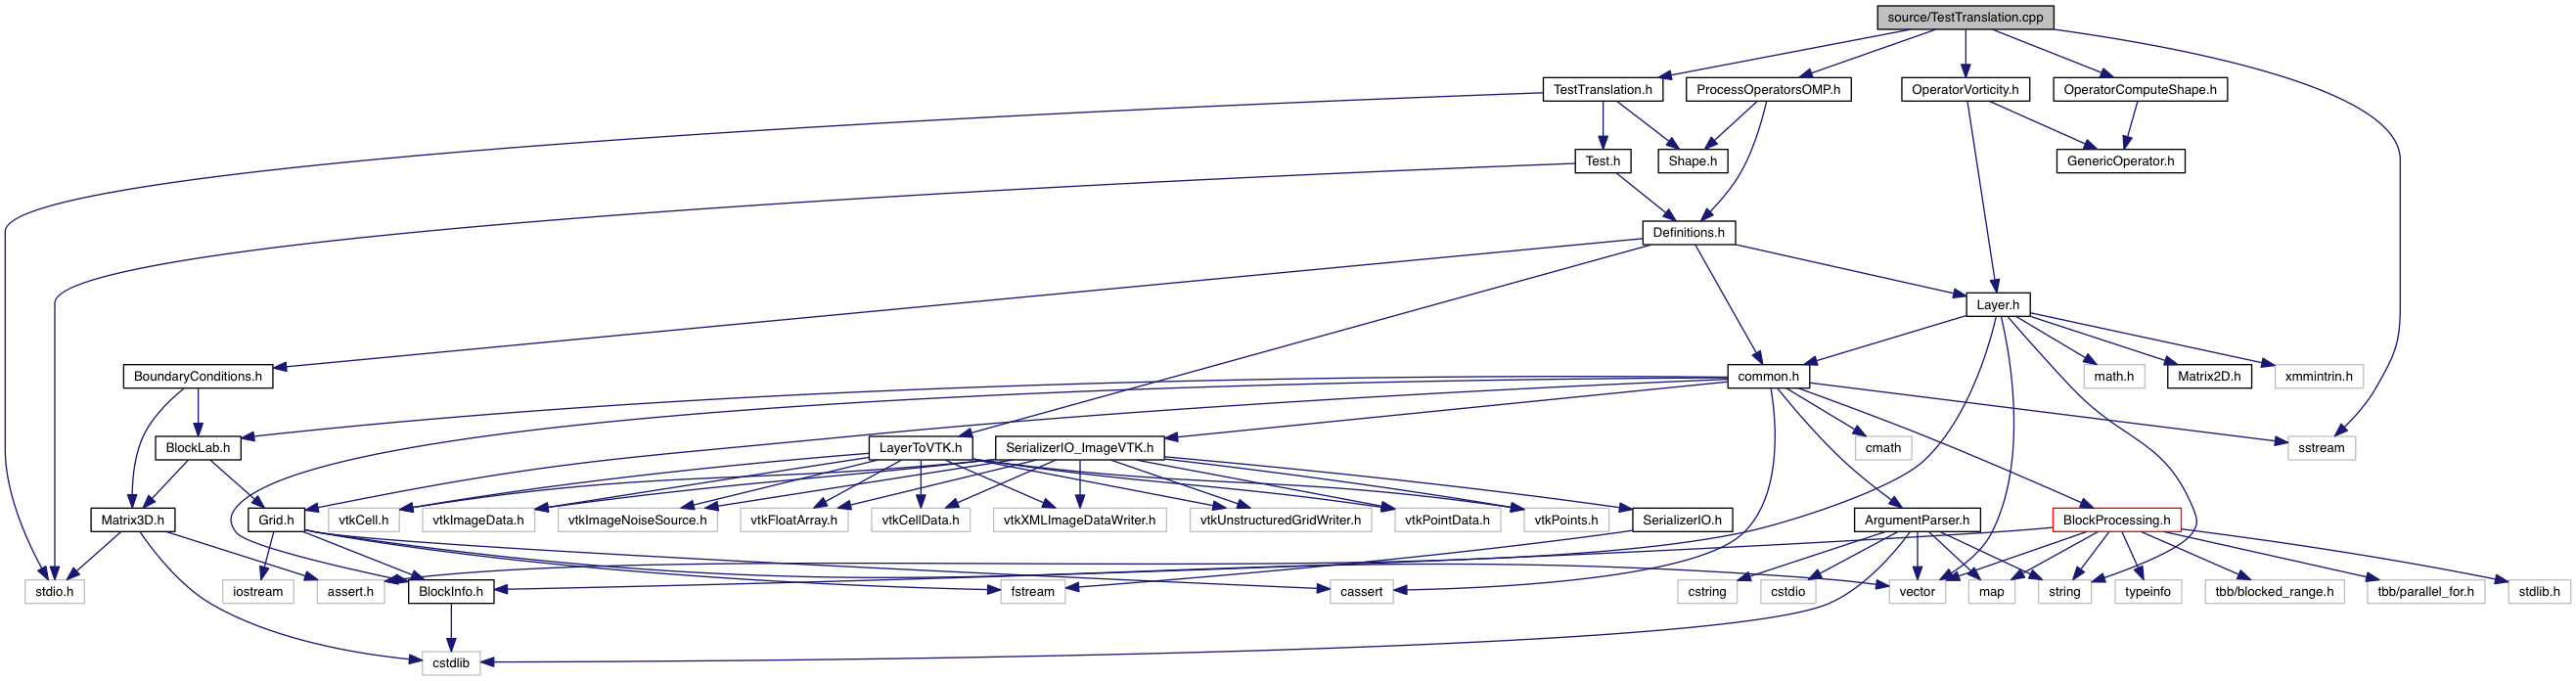 source/TestTranslation.cpp
TestTranslation.h
ProcessOperatorsOMP.h
OperatorVorticity.h
OperatorComputeShape.h
Test.h
Shape.h
GenericOperator.h
Definitions.h
Layer.h
BoundaryConditions.h
common.h
math.h
Matrix2D.h
xmmintrin.h
BlockLab.h
LayerToVTK.h
SerializerIO_ImageVTK.h
cmath
sstream
Matrix3D.h
Grid.h
vtkCell.h
vtkImageData.h
vtkImageNoiseSource.h
vtkFloatArray.h
vtkCellData.h
vtkXMLImageDataWriter.h
vtkUnstructuredGridWriter.h
vtkPointData.h
vtkPoints.h
SerializerIO.h
ArgumentParser.h
BlockProcessing.h
stdio.h
iostream
assert.h
BlockInfo.h
fstream
cassert
cstring
cstdio
vector
map
string
typeinfo
tbb/blocked_range.h
tbb/parallel_for.h
stdlib.h
cstdlib